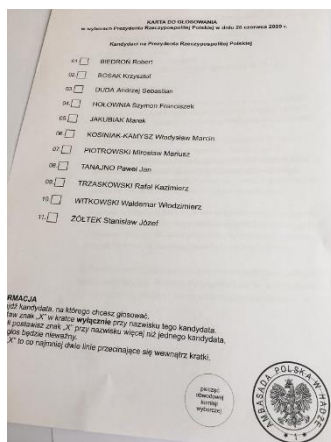 KARTA DO GŁOSOWANIA
w wyborach Prezydenta Rzeczypospolitej Polskiej w dniu 28 czerwca 2020 r.
Kandydaci na Prezydenta Rzeczypospolitej Polskiej
01. BIEDROŃ Robert
02. BOSAK Krzysztof
03. DUDA Andrzej Sebastian
04. HOŁOWNIA Szymon Franciszek
05. JAKUBIAK Marek
06. KOSINIAK-KAMYSZ Władysław Marcin
07. PIOTROWSKI Mirosław Mariusz
08. TANAJNO Paweł Jan
09. TRZASKOWSKI Rafał Kazimierz
10. WITKOWSKI Waldemar Włodzimierz
11. ŻÓŁTEK Stanisław Józef
RMACJA
jdź kandydata, na którego chcesz głosować.
taw znak „X” w kratce wyłącznie przy nazwisku tego kandydata.
i postawisz znak „X” przy nazwisku więcej niż jednego kandydata,
głos będzie nieważny.
„X” to co najmniej dwie linie przecinające się wewnątrz kratki.
pieczęć
obwodowej
komisji
wyborczej
AMBASADA POLSKA W HADZE
1